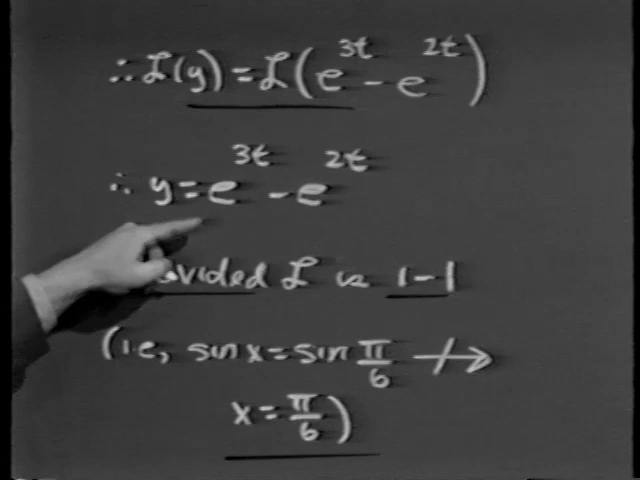 ∴ ℒ(y) = ℒ(e^{3t} - e^{2t})
∴ y = e^{3t} - e^{2t}
ovided ℒ is 1-1
(i.e, sin x = sin π/6 ↛
x = π/6)